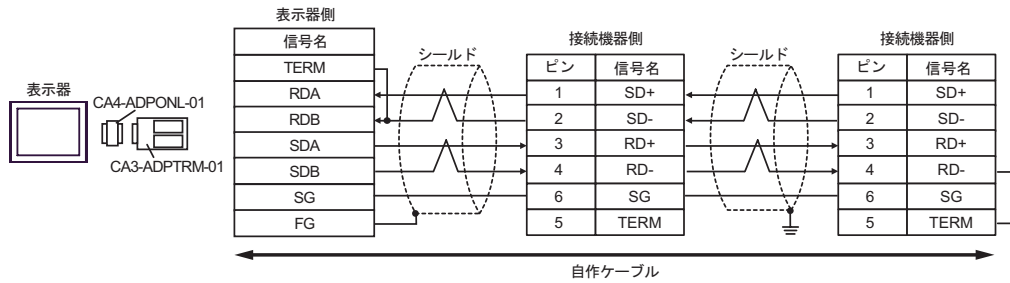 表示器
CA4-ADPONL-01
CA3-ADPTRM-01
表示器側
信号名
TERM
RDA
RDB
SDA
SDB
SG
FG
シールド
接続機器側
ピン 信号名
1 SD+
2 SD-
3 RD+
4 RD-
6 SG
5 TERM
シールド
接続機器側
ピン 信号名
1 SD+
2 SD-
3 RD+
4 RD-
6 SG
5 TERM
自作ケーブル